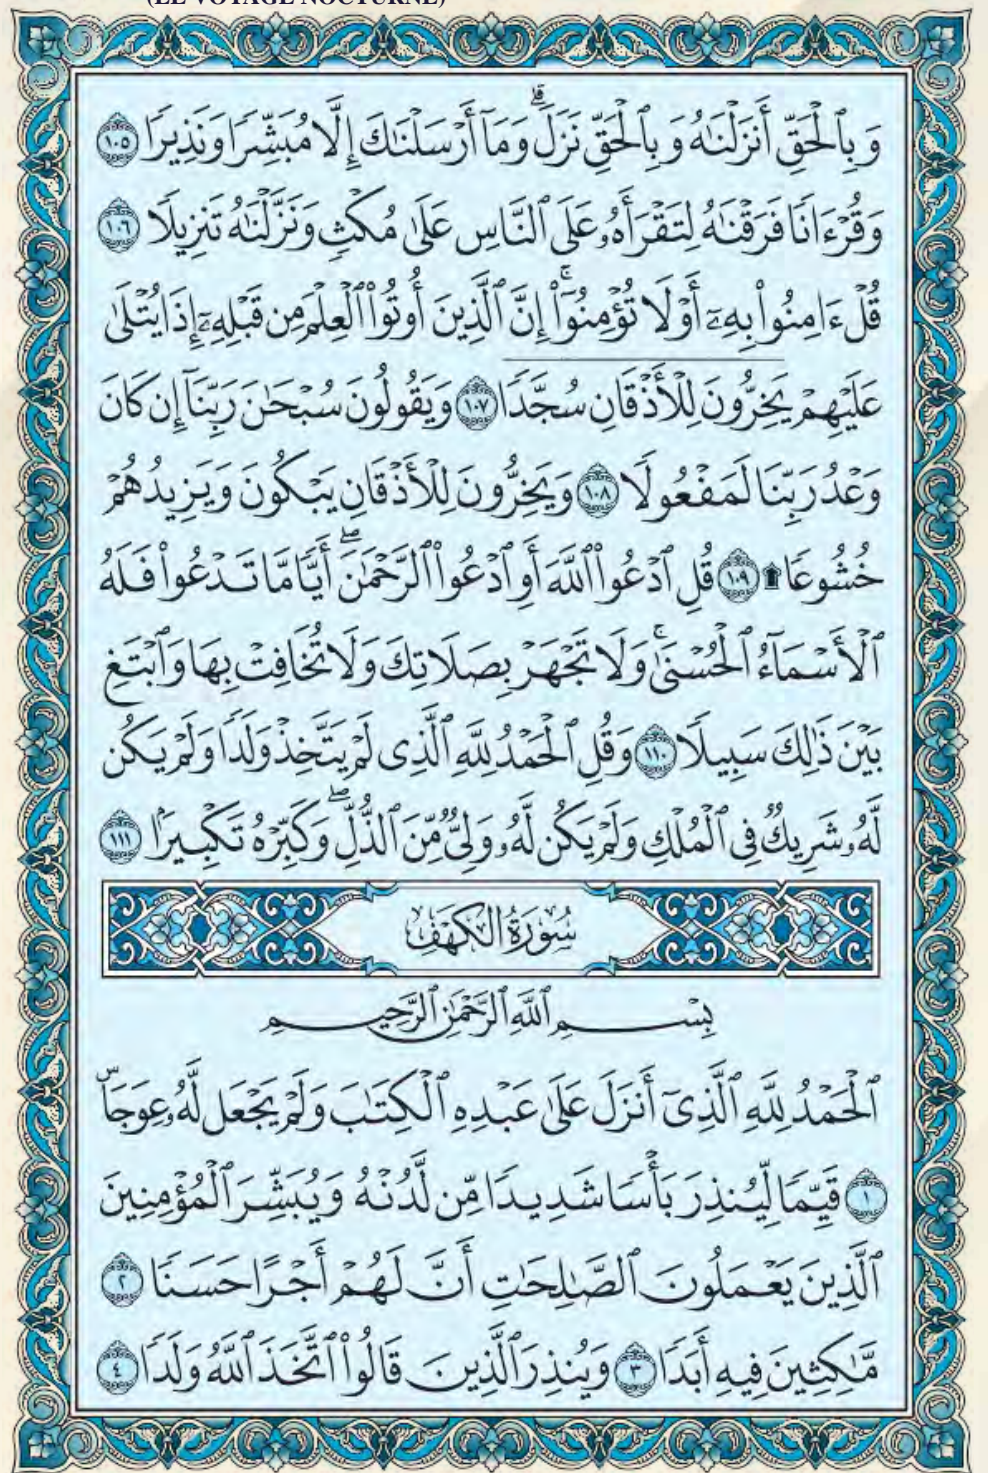 (LE VOYAGE NOCTURNE)
وَبِٱلْحَقِّ أَنزَلْنَٰهُ وَبِٱلْحَقِّ نَزَلَ ۗ وَمَآ أَرْسَلْنَٰكَ إِلَّا مُبَشِّرًا وَنَذِيرًا ١٠٥
وَقُرْءَانًا فَرَقْنَٰهُ لِتَقْرَأَهُۥ عَلَى ٱلنَّاسِ عَلَىٰ مُكْثٍ وَنَزَّلْنَٰهُ تَنزِيلًا ١٠٦
قُلْ ءَامِنُوا۟ بِهِۦٓ أَوْ لَا تُؤْمِنُوٓا۟ ۚ إِنَّ ٱلَّذِينَ أُوتُوا۟ ٱلْعِلْمَ مِن قَبْلِهِۦٓ إِذَا يُتْلَىٰ
عَلَيْهِمْ يَخِرُّونَ لِلْأَذْقَانِ سُجَّدًا ١٠٧ وَيَقُولُونَ سُبْحَٰنَ رَبِّنَآ إِن كَانَ
وَعْدُ رَبِّنَا لَمَفْعُولًا ١٠٨ وَيَخِرُّونَ لِلْأَذْقَانِ يَبْكُونَ وَيَزِيدُهُمْ
خُشُوعًا ۩ ١٠٩ قُلِ ٱدْعُوا۟ ٱللَّهَ أَوِ ٱدْعُوا۟ ٱلرَّحْمَٰنَ ۖ أَيًّا مَّا تَدْعُوا۟ فَلَهُ
ٱلْأَسْمَآءُ ٱلْحُسْنَىٰ ۚ وَلَا تَجْهَرْ بِصَلَاتِكَ وَلَا تُخَافِتْ بِهَا وَٱبْتَغِ
بَيْنَ ذَٰلِكَ سَبِيلًا ١١٠ وَقُلِ ٱلْحَمْدُ لِلَّهِ ٱلَّذِى لَمْ يَتَّخِذْ وَلَدًا وَلَمْ يَكُن
لَّهُۥ شَرِيكٌ فِى ٱلْمُلْكِ وَلَمْ يَكُن لَّهُۥ وَلِىٌّ مِّنَ ٱلذُّلِّ ۖ وَكَبِّرْهُ تَكْبِيرًۢا ١١١
سُورَةُ الكَهْفِ
بِسْمِ ٱللَّهِ ٱلرَّحْمَٰنِ ٱلرَّحِيمِ
ٱلْحَمْدُ لِلَّهِ ٱلَّذِىٓ أَنزَلَ عَلَىٰ عَبْدِهِ ٱلْكِتَٰبَ وَلَمْ يَجْعَل لَّهُۥ عِوَجَاۜ
١ قَيِّمًا لِّيُنذِرَ بَأْسًا شَدِيدًا مِّن لَّدُنْهُ وَيُبَشِّرَ ٱلْمُؤْمِنِينَ
ٱلَّذِينَ يَعْمَلُونَ ٱلصَّٰلِحَٰتِ أَنَّ لَهُمْ أَجْرًا حَسَنًا ٢
مَّٰكِثِينَ فِيهِ أَبَدًا ٣ وَيُنذِرَ ٱلَّذِينَ قَالُوا۟ ٱتَّخَذَ ٱللَّهُ وَلَدًا ٤